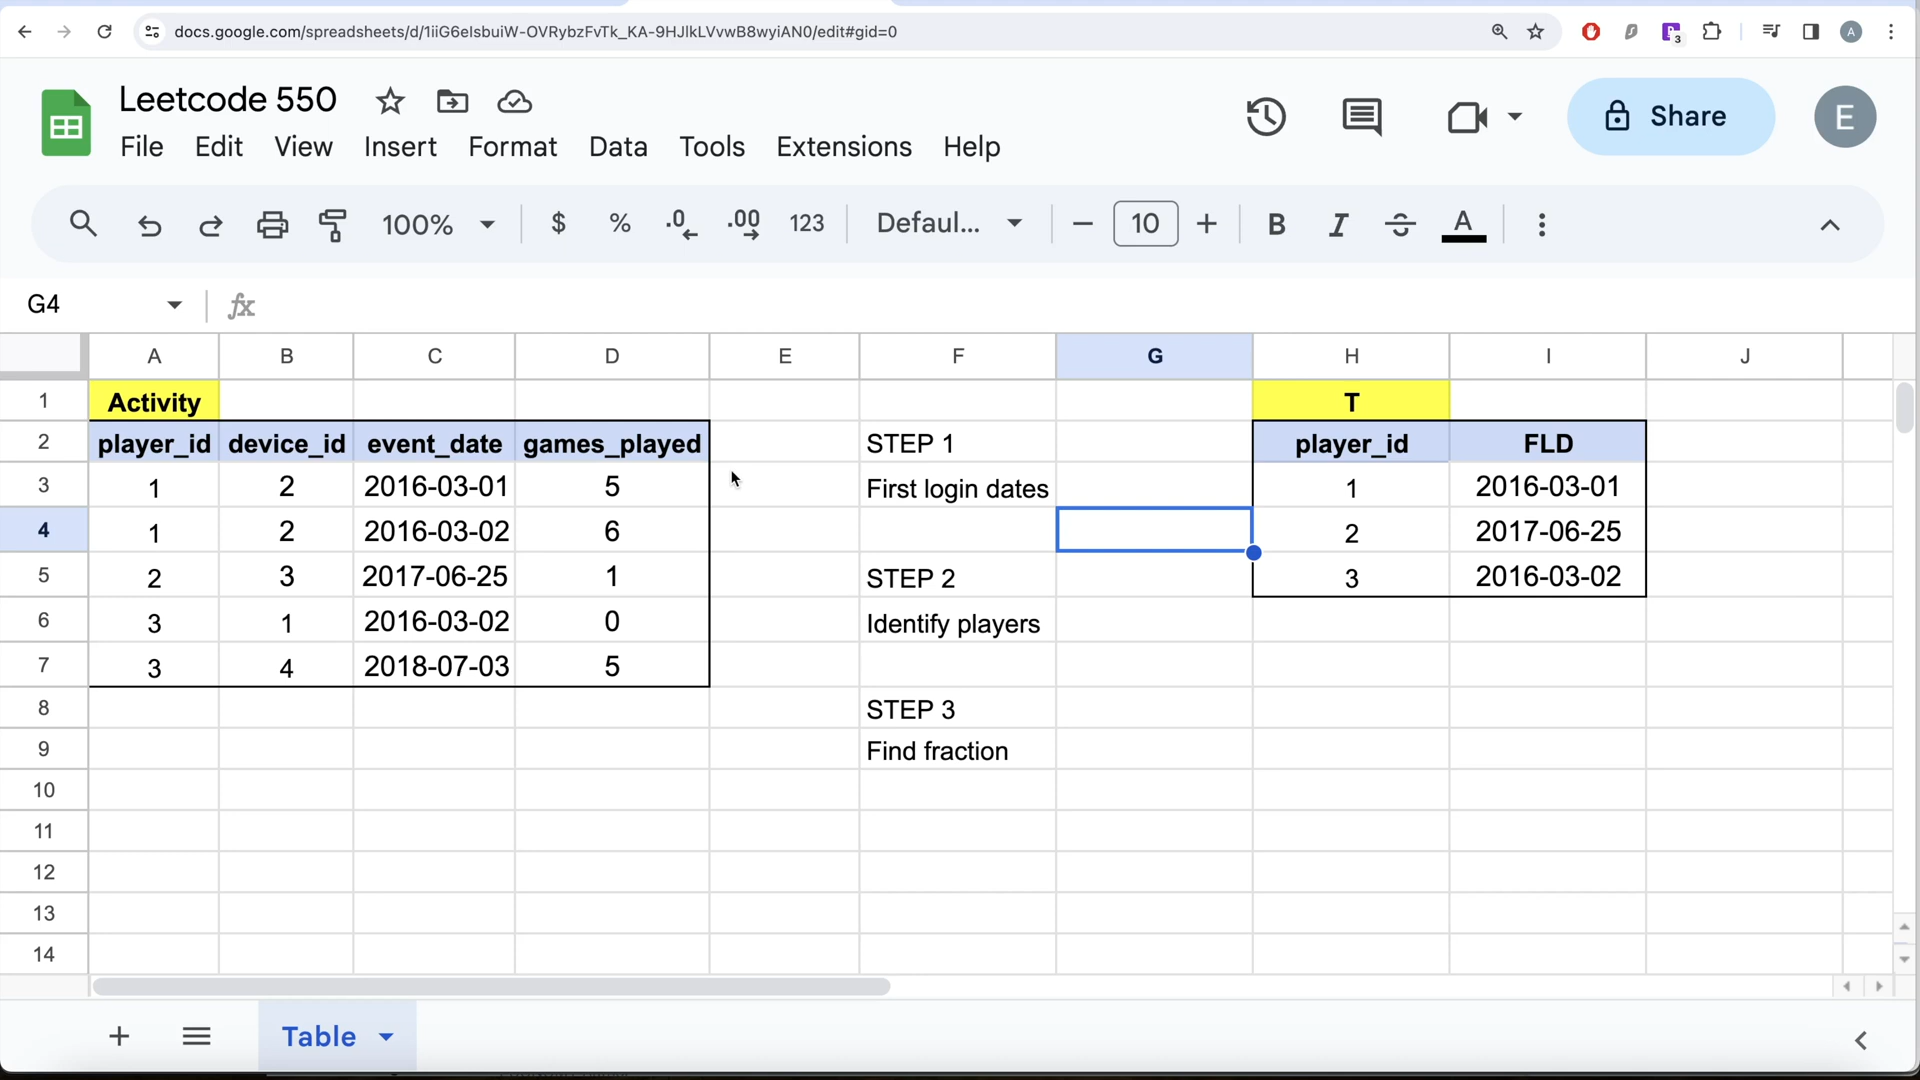 docs.google.com/spreadsheets/d/1iiG6eIsbuiW-OVRybzFvTk_KA-9HJlkLVvwB8wyiAN0/edit#gid=0
3
A
Leetcode 550
File Edit View Insert Format Data Tools Extensions Help
Share
E
100% $ % .0 .00 123 Defaul... 10 B I S A
G4 fx
A B C D E F G H I J
1 Activity T
2 player_id device_id event_date games_played STEP 1 player_id FLD
3 1 2 2016-03-01 5 First login dates 1 2016-03-01
4 1 2 2016-03-02 6 2 2017-06-25
5 2 3 2017-06-25 1 STEP 2 3 2016-03-02
6 3 1 2016-03-02 0 Identify players
7 3 4 2018-07-03 5
8 STEP 3
9 Find fraction
10
11
12
13
14
Table